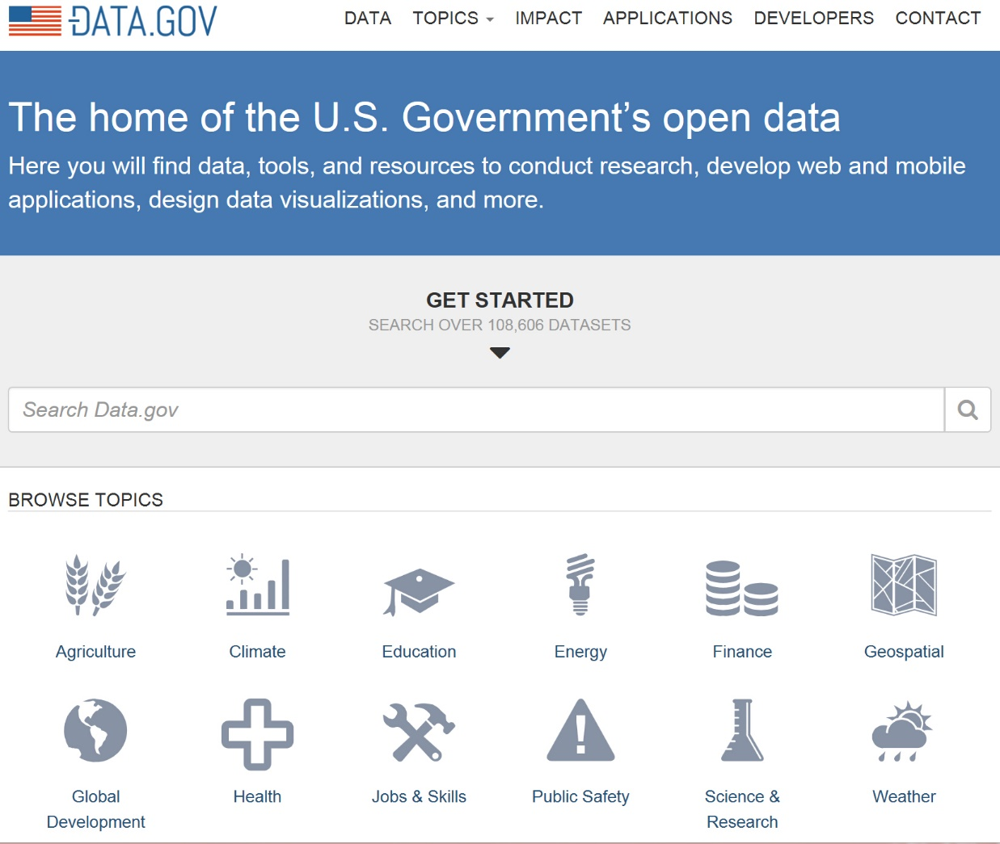 DATA.GOV
DATA TOPICS IMPACT APPLICATIONS DEVELOPERS CONTACT
The home of the U.S. Government’s open data
Here you will find data, tools, and resources to conduct research, develop web and mobile
applications, design data visualizations, and more.
GET STARTED
SEARCH OVER 108,606 DATASETS
Search Data.gov
BROWSE TOPICS
Agriculture Climate Education Energy Finance Geospatial
Global Health Jobs & Skills Public Safety Science & Weather
Development Research